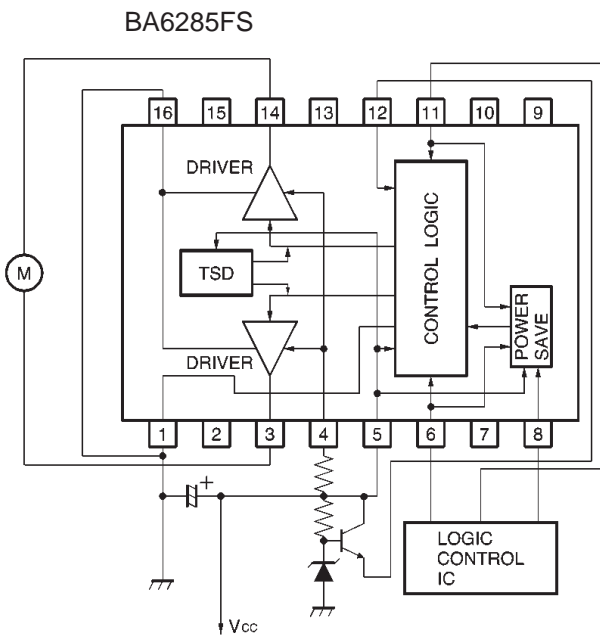 BA6285FS
16 15 14 13 12 11 10 9
DRIVER
CONTROL LOGIC
M
TSD
POWER
SAVE
DRIVER
1 2 3 4 5 6 7 8
+
LOGIC
CONTROL
IC
Vcc